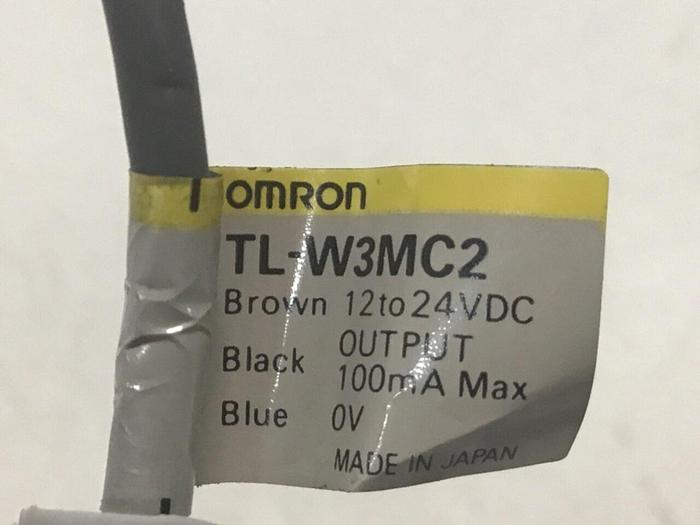 omron
TL-W3MC2
Brown 12to24VDC
Black OUTPUT
100mA Max
Blue 0V
MADE IN JAPAN